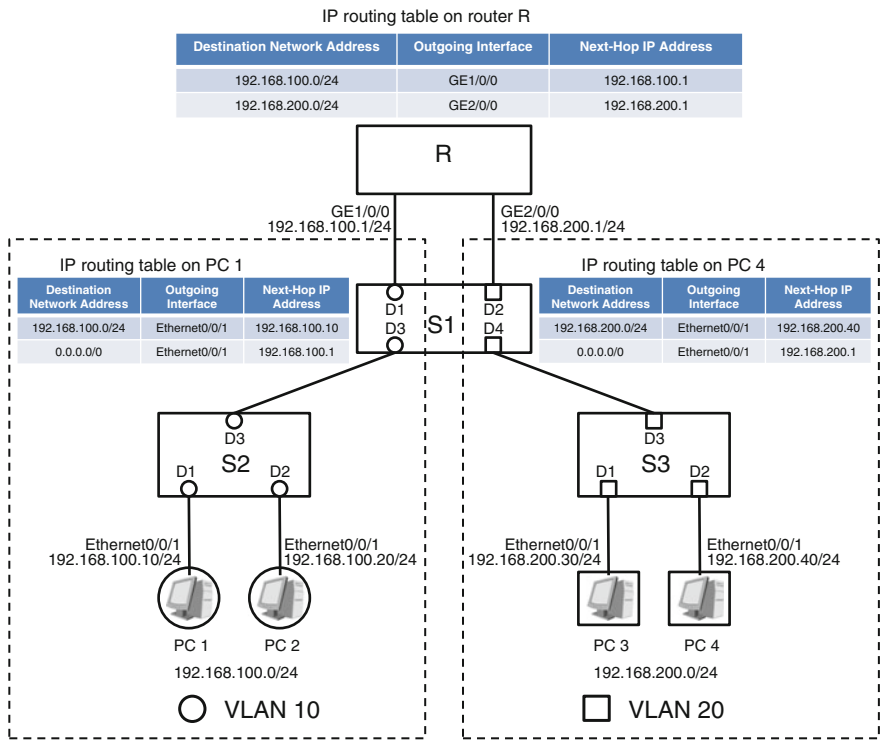 IP routing table on router R
Destination Network Address Outgoing Interface Next-Hop IP Address
192.168.100.0/24 GE1/0/0 192.168.100.1
192.168.200.0/24 GE2/0/0 192.168.200.1
R
GE1/0/0
192.168.100.1/24
GE2/0/0
192.168.200.1/24
IP routing table on PC 1
Destination Network Address Outgoing Interface Next-Hop IP Address
192.168.100.0/24 Ethernet0/0/1 192.168.100.10
0.0.0.0/0 Ethernet0/0/1 192.168.100.1
D1 D2
S1
D3 D4
IP routing table on PC 4
Destination Network Address Outgoing Interface Next-Hop IP Address
192.168.200.0/24 Ethernet0/0/1 192.168.200.40
0.0.0.0/0 Ethernet0/0/1 192.168.200.1
D3
S2
D1 D2
D3
S3
D1 D2
Ethernet0/0/1
192.168.100.10/24
Ethernet0/0/1
192.168.100.20/24
Ethernet0/0/1
192.168.200.30/24
Ethernet0/0/1
192.168.200.40/24
PC 1 PC 2
PC 3 PC 4
192.168.100.0/24
192.168.200.0/24
VLAN 10
VLAN 20